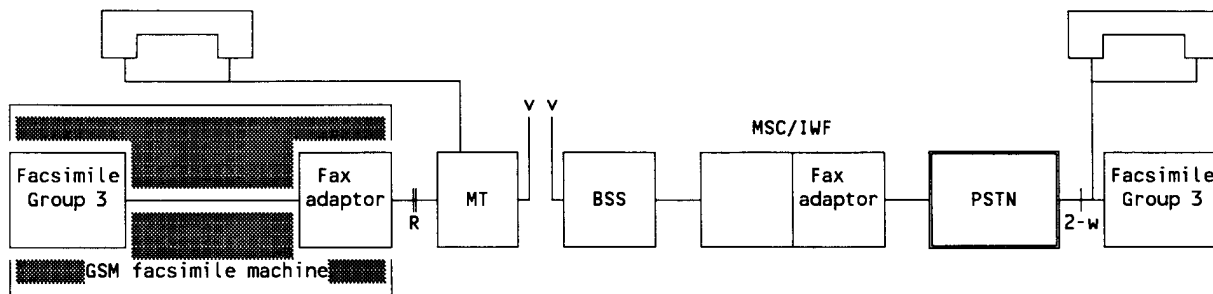 v v
MSC/IWF
Facsimile
Group 3
Fax
adaptor
R
MT
BSS
Fax
adaptor
PSTN
2-w
Facsimile
Group 3
GSM facsimile machine